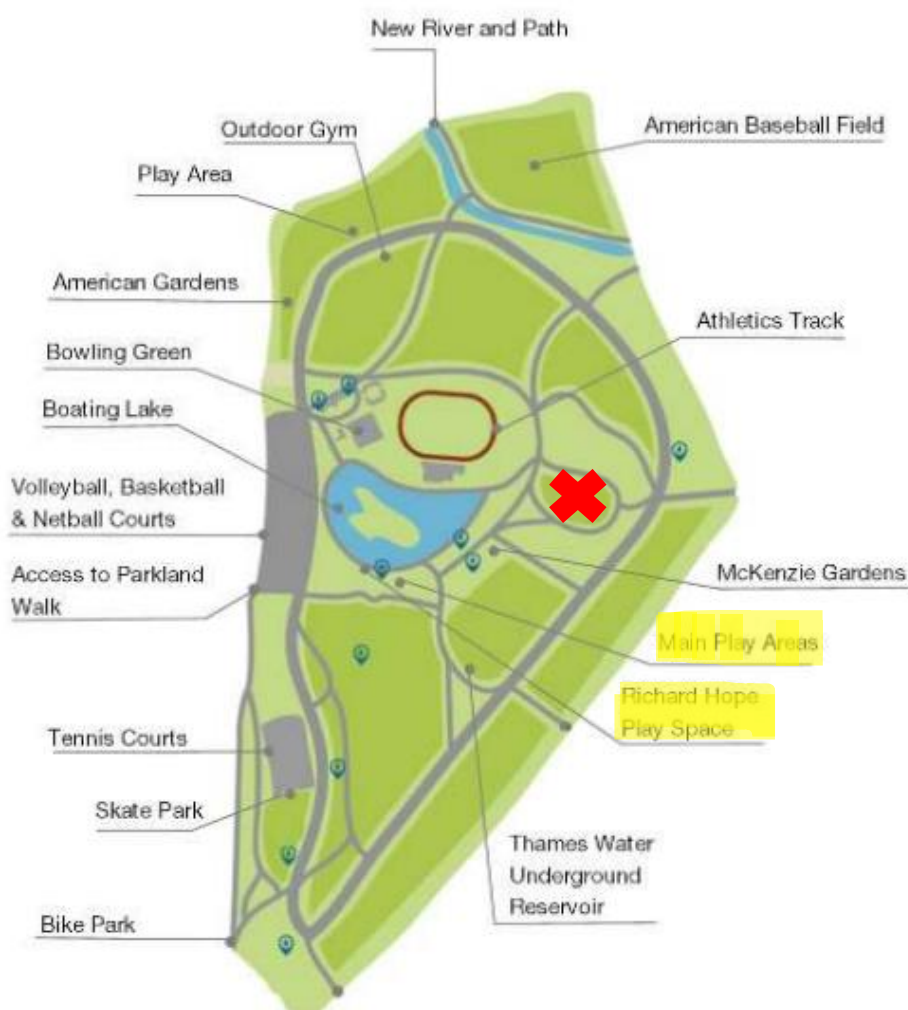 New River and Path
American Baseball Field
Outdoor Gym
Play Area
American Gardens
Athletics Track
Bowling Green
Boating Lake
Volleyball, Basketball
& Netball Courts
Access to Parkland
Walk
McKenzie Gardens
Main Play Areas
Richard Hope
Play Space
Tennis Courts
Skate Park
Thames Water
Underground
Reservoir
Bike Park